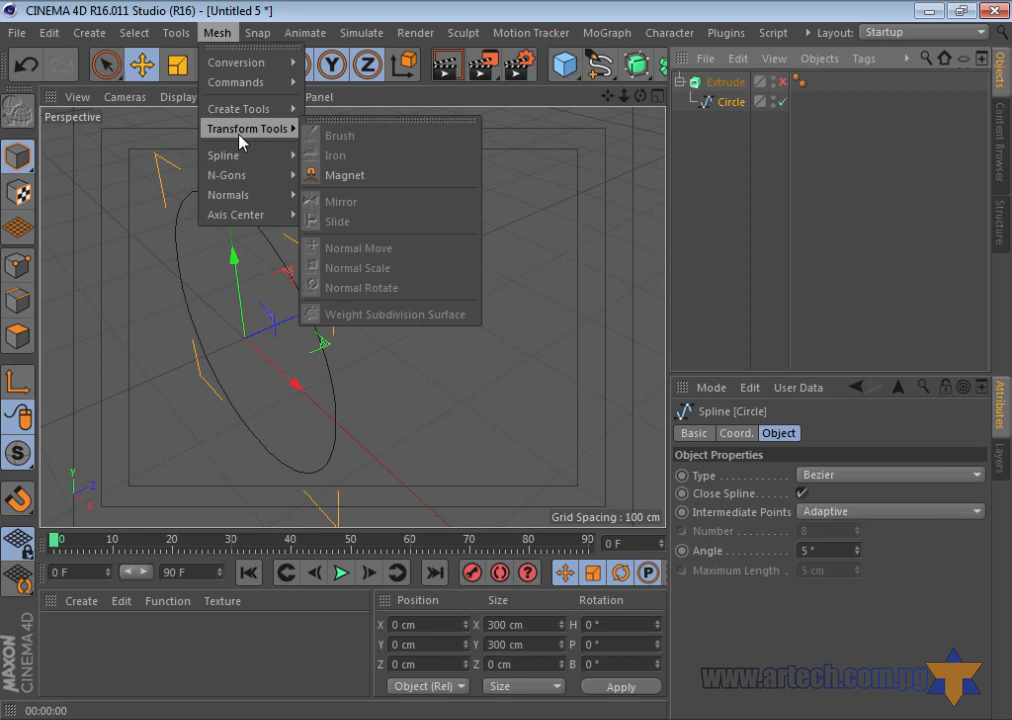 CINEMA 4D R16.011 Studio (R16) - [Untitled 5 *]
File Edit Create Select Tools Mesh Snap Animate Simulate Render Sculpt Motion Tracker MoGraph Character Plugins Script Layout: Startup
Conversion
Commands
Create Tools
Transform Tools
Spline
N-Gons
Normals
Axis Center
Brush
Iron
Magnet
Mirror
Slide
Normal Move
Normal Scale
Normal Rotate
Weight Subdivision Surface
Y Z
View Cameras Display Panel
Perspective
Y
Z
X
Grid Spacing : 100 cm
File Edit View Objects Tags
Extrude
Circle
Objects
Content Browser
Structure
Mode Edit User Data
Spline [Circle]
Basic Coord. Object
Object Properties
Type Bezier
Close Spline
Intermediate Points Adaptive
Number 8
Angle 5 °
Maximum Length 5 cm
Attributes
Layers
0 10 20 30 40 50 60 70 80 90 0 F
0 F 90 F
P
Create Edit Function Texture
Position Size Rotation
X 0 cm X 300 cm H 0 °
Y 0 cm Y 300 cm P 0 °
Z 0 cm Z 0 cm B 0 °
Object (Rel) Size Apply
MAXON
CINEMA 4D
www.artech.com.pg
00:00:00